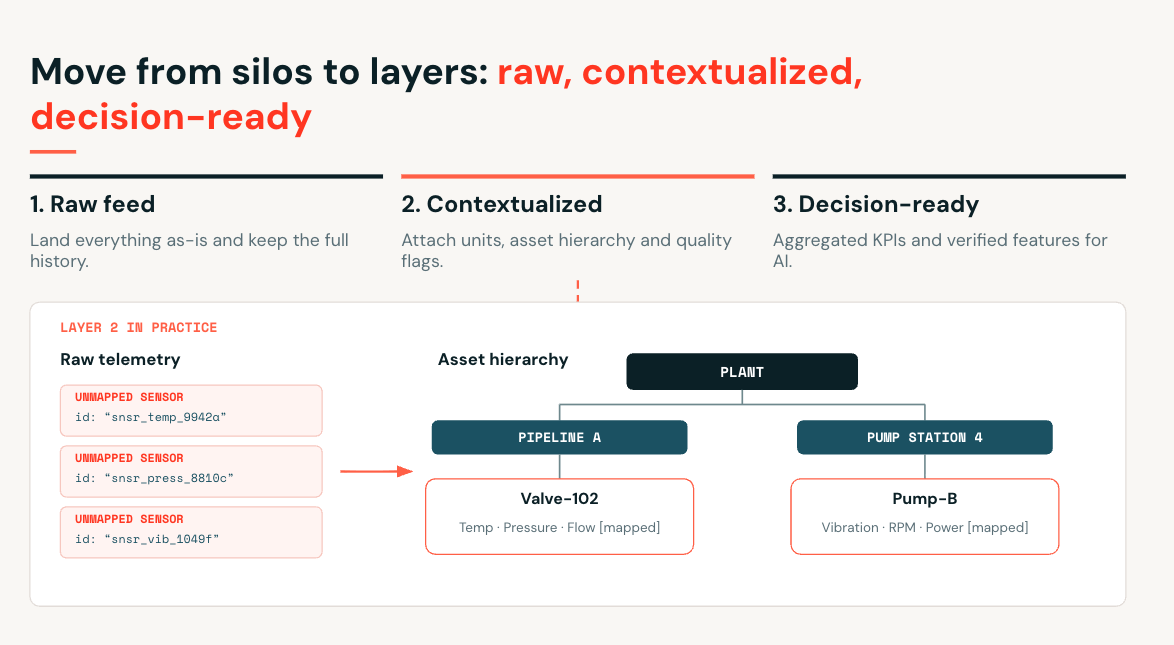 Move from silos to layers: raw, contextualized,
decision-ready
1. Raw feed
Land everything as-is and keep the full
history.
2. Contextualized
Attach units, asset hierarchy and quality
flags.
3. Decision-ready
Aggregated KPIs and verified features for
AI.
LAYER 2 IN PRACTICE
Raw telemetry
UNMAPPED SENSOR
id: “snsr_temp_9942a”
UNMAPPED SENSOR
id: “snsr_press_8810c”
UNMAPPED SENSOR
id: “snsr_vib_1049f”
Asset hierarchy
PLANT
PIPELINE A
PUMP STATION 4
Valve-102
Temp · Pressure · Flow [mapped]
Pump-B
Vibration · RPM · Power [mapped]